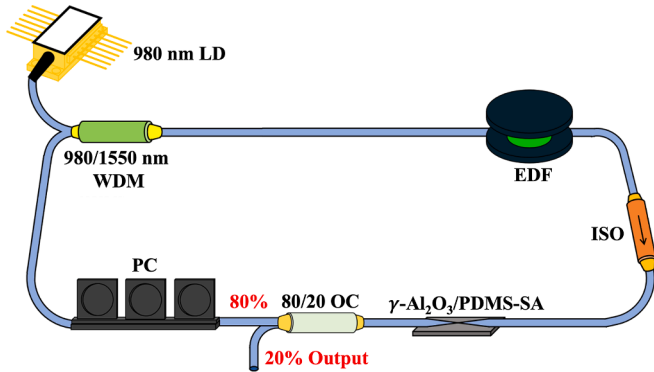 980 nm LD
980/1550 nm
WDM
EDF
ISO
PC
80%
80/20 OC
γ-Al₂O₃/PDMS-SA
20% Output